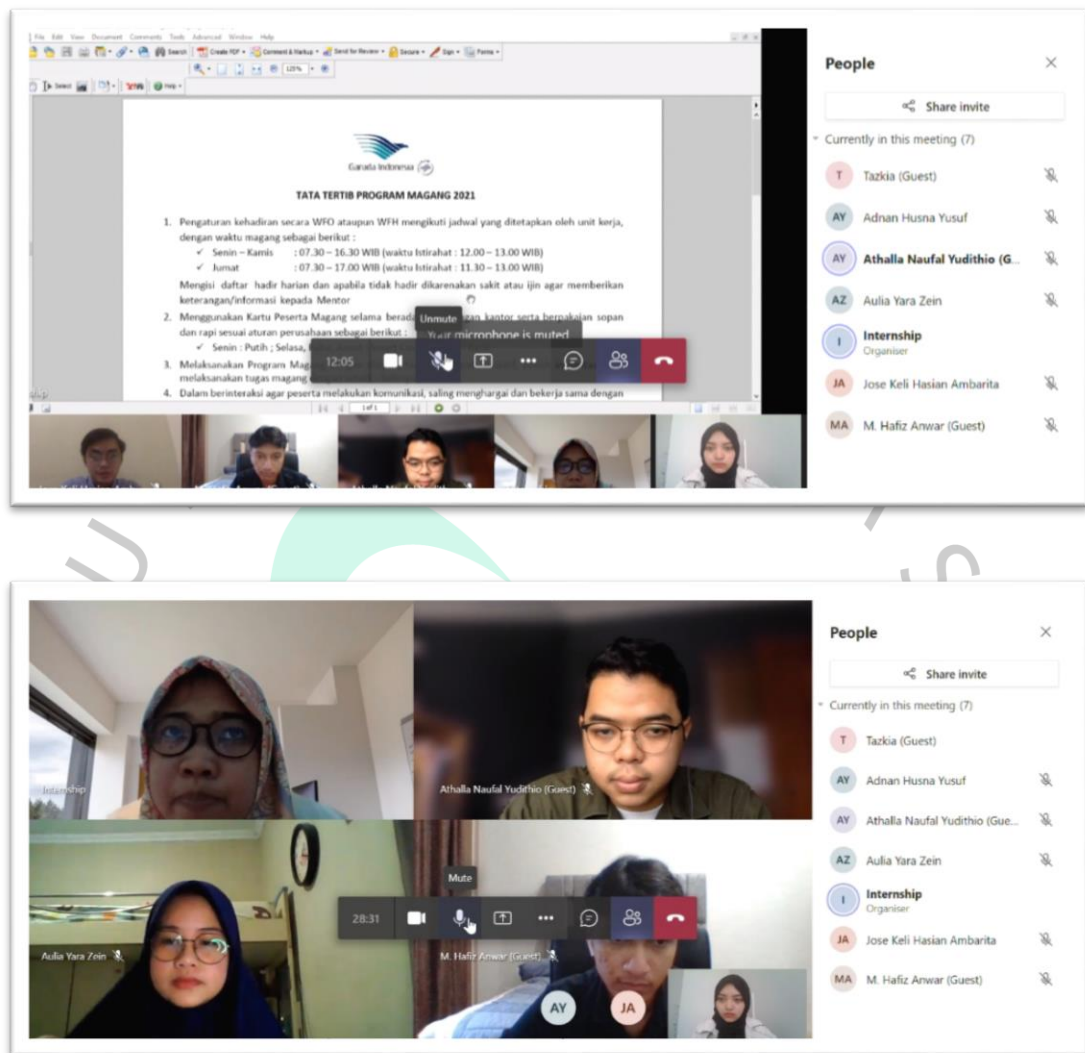 File Edit View Document Comments Tools Advanced Window Help
Search Create PDF Comment & Markup Send for Review Secure Sign Forms
125%
Select Help
Garuda Indonesia
TATA TERTIB PROGRAM MAGANG 2021
1. Pengaturan kehadiran secara WFO ataupun WFH mengikuti jadwal yang ditetapkan oleh unit kerja,
dengan waktu magang sebagai berikut :
✓ Senin – Kamis : 07.30 – 16.30 WIB (waktu Istirahat : 12.00 – 13.00 WIB)
✓ Jumat : 07.30 – 17.00 WIB (waktu Istirahat : 11.30 – 13.00 WIB)
Mengisi daftar hadir harian dan apabila tidak hadir dikarenakan sakit atau ijin agar memberikan
keterangan/informasi kepada Mentor
2. Menggunakan Kartu Peserta Magang selama berada kantor serta berpakaian sopan
dan rapi sesuai aturan perusahaan sebagai berikut :
✓ Senin : Putih ; Selasa,
3. Melaksanakan Program
melaksanakan tugas magang
4. Dalam berinteraksi agar peserta melakukan komunikasi, saling menghargai dan bekerja sama dengan
Unmute
Your microphone is muted
12:05
1 of 1
People
Share invite
Currently in this meeting (7)
T Tazkia (Guest)
AY Adnan Husna Yusuf
AY Athalla Naufal Yudithio (G...
AZ Aulia Yara Zein
I Internship
Organiser
JA Jose Keli Hasian Ambarita
MA M. Hafiz Anwar (Guest)
Internship
Athalla Naufal Yudithio (Guest)
Mute
28:31
Aulia Yara Zein
M. Hafiz Anwar (Guest)
AY JA
People
Share invite
Currently in this meeting (7)
T Tazkia (Guest)
AY Adnan Husna Yusuf
AY Athalla Naufal Yudithio (Gue...
AZ Aulia Yara Zein
I Internship
Organiser
JA Jose Keli Hasian Ambarita
MA M. Hafiz Anwar (Guest)